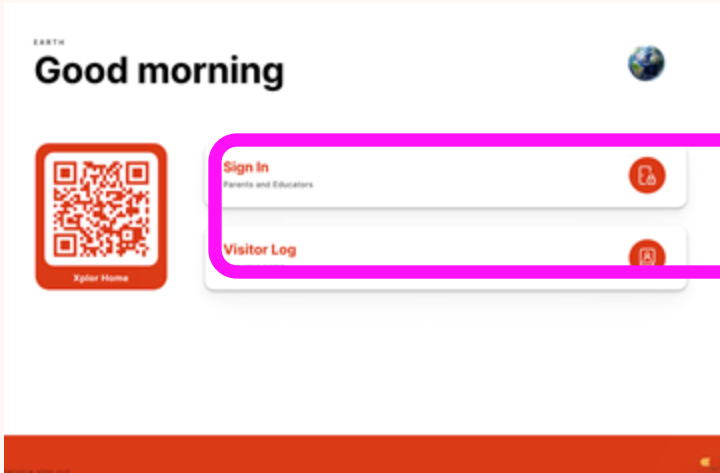 EARTH
Good morning
Sign In
Parents and Educators
Visitor Log
Xplor Home